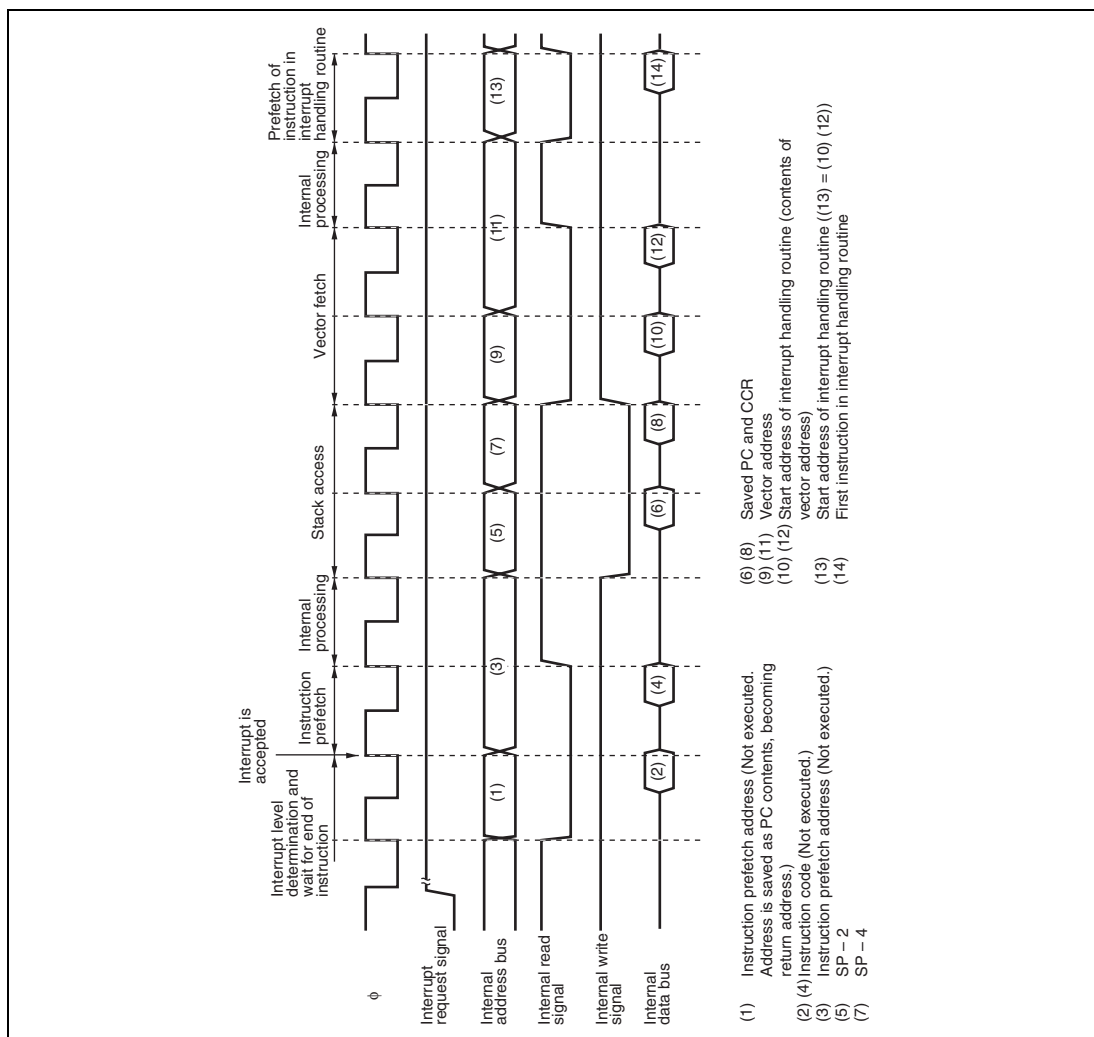 Interrupt is
accepted
Interrupt level
determination and
wait for end of
instruction
Instruction
prefetch
Internal
processing
Stack access
Vector fetch
Internal
processing
Prefetch of
instruction in
interrupt
handling routine
ϕ
Interrupt
request signal
Internal
address bus
(1)
(3)
(5)
(7)
(9)
(11)
(13)
Internal read
signal
Internal write
signal
Internal
data bus
(2)
(4)
(6)
(8)
(10)
(12)
(14)
(1) Instruction prefetch address (Not executed.
Address is saved as PC contents, becoming
return address.)
(2) (4) Instruction code (Not executed.)
(3) Instruction prefetch address (Not executed.)
(5) SP – 2
(7) SP – 4
(6) (8) Saved PC and CCR
(9) (11) Vector address
(10) (12) Start address of interrupt handling routine (contents of
vector address)
(13) Start address of interrupt handling routine ((13) = (10) (12))
(14) First instruction in interrupt handling routine